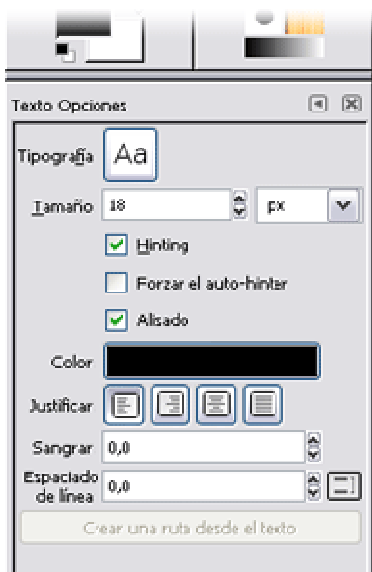 Texto Opciones
Tipografía Aa
Tamaño 18 px
Hinting
Forzar el auto-hinter
Alisado
Color
Justificar
Sangrar 0,0
Espaciado
de línea 0,0
Crear una ruta desde el texto